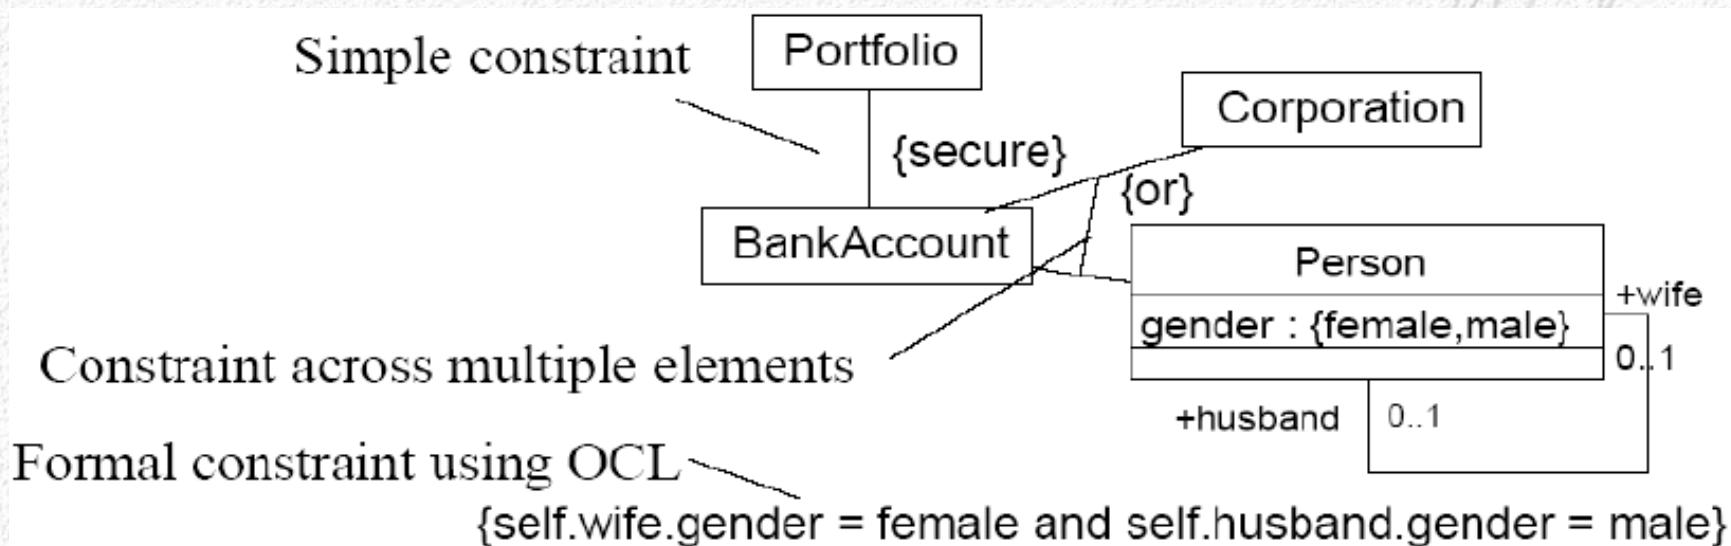 Simple constraint
Portfolio
Corporation
{secure}
{or}
BankAccount
Person
gender : {female,male}
+wife
0..1
Constraint across multiple elements
+husband
0..1
Formal constraint using OCL
{self.wife.gender = female and self.husband.gender = male}